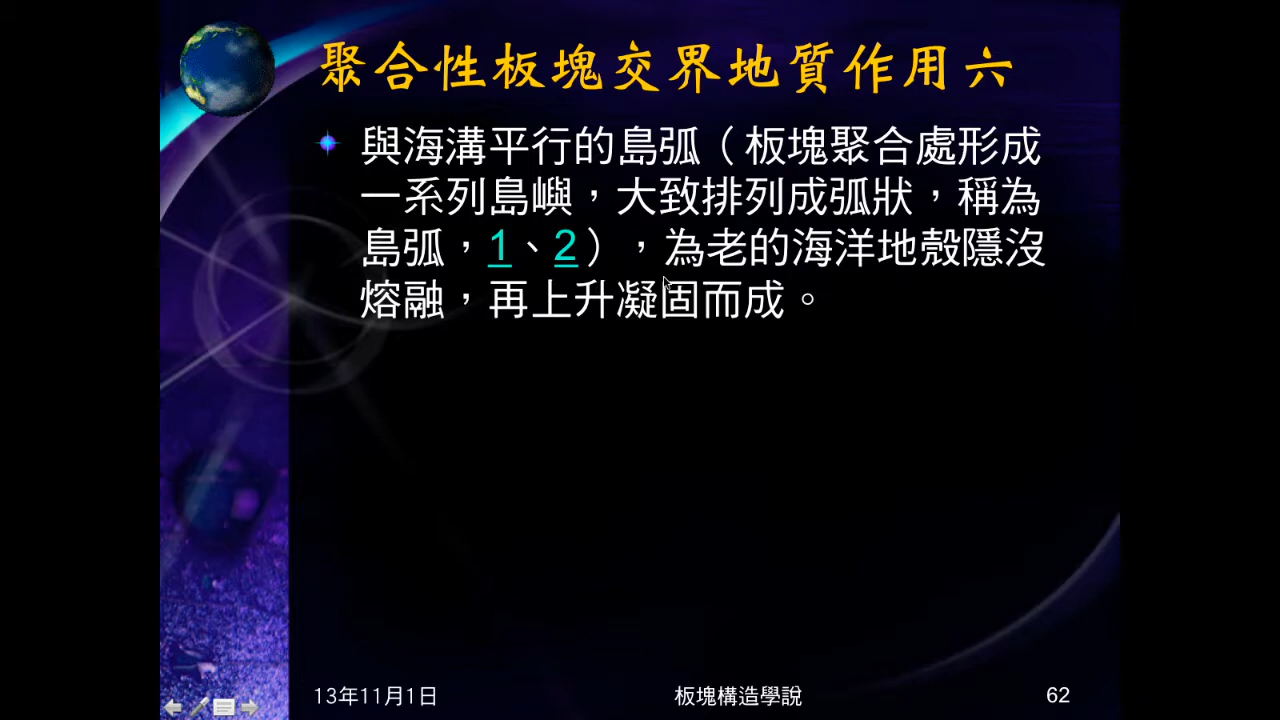 聚合性板塊交界地質作用六
與海溝平行的島弧（板塊聚合處形成
一系列島嶼，大致排列成弧狀，稱為
島弧，1、2），為老的海洋地殼隱沒
熔融，再上升凝固而成。
13年11月1日
板塊構造學說
62